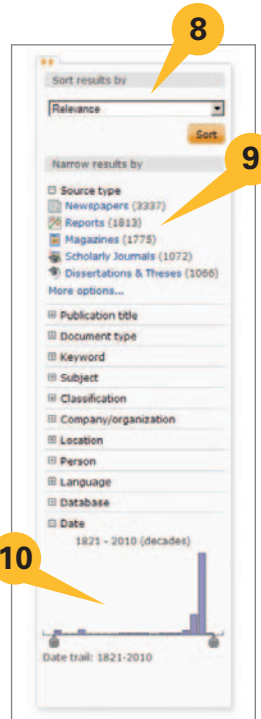 8
Sort results by
Relevance
Sort
9
Narrow results by
Source type
Newspapers (3337)
Reports (1813)
Magazines (1775)
Scholarly Journals (1072)
Dissertations & Theses (1066)
More options...
Publication title
Document type
Keyword
Subject
Classification
Company/organization
Location
Person
Language
Database
Date
1821 - 2010 (decades)
10
Date trail: 1821-2010